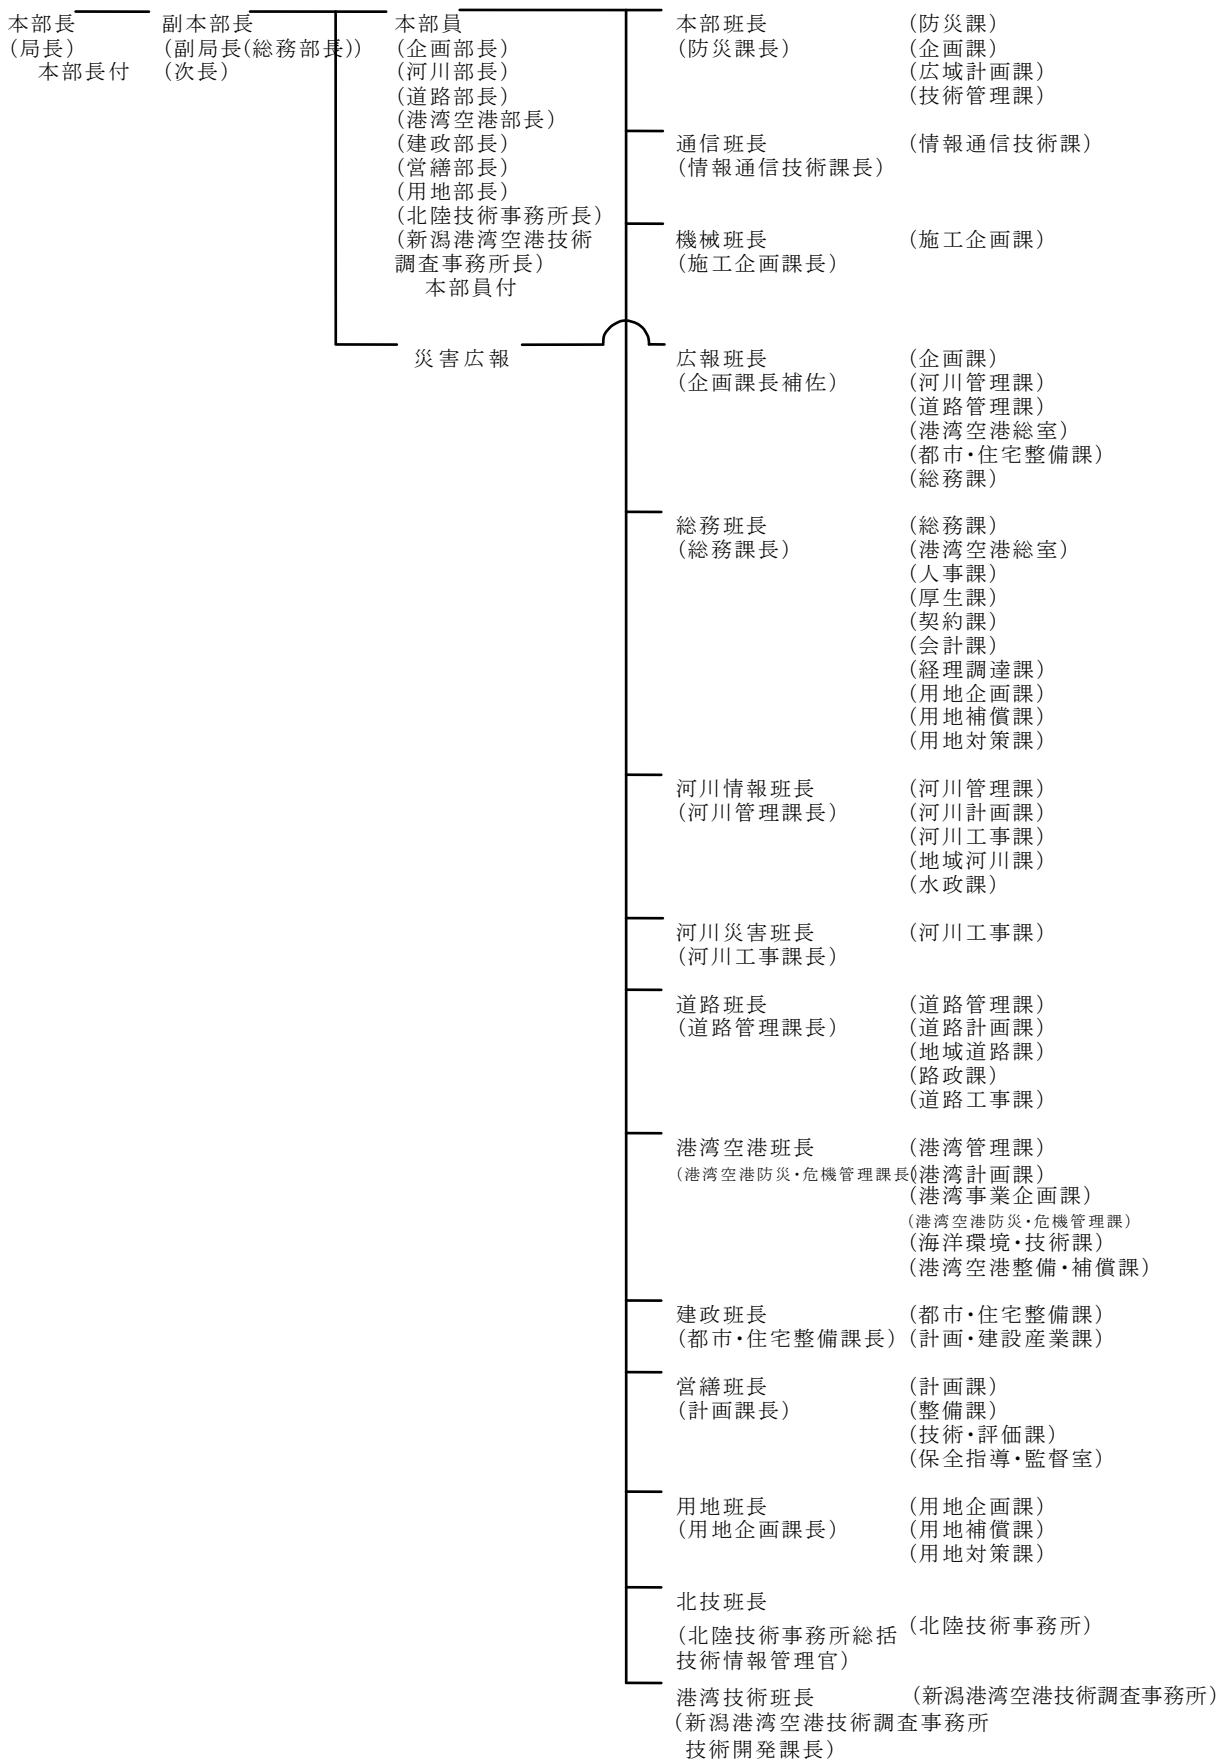 本部長
(局長)
本部長付
副本部長
(副局長(総務部長))
(次長)
本部員
(企画部長)
(河川部長)
(道路部長)
(港湾空港部長)
(建政部長)
(営繕部長)
(用地部長)
(北陸技術事務所長)
(新潟港湾空港技術
調査事務所長)
本部員付
災害広報
本部班長
(防災課長)
(防災課)
(企画課)
(広域計画課)
(技術管理課)
通信班長
(情報通信技術課長)
(情報通信技術課)
機械班長
(施工企画課長)
(施工企画課)
広報班長
(企画課長補佐)
(企画課)
(河川管理課)
(道路管理課)
(港湾空港総室)
(都市・住宅整備課)
(総務課)
総務班長
(総務課長)
(総務課)
(港湾空港総室)
(人事課)
(厚生課)
(契約課)
(会計課)
(経理調達課)
(用地企画課)
(用地補償課)
(用地対策課)
河川情報班長
(河川管理課長)
(河川管理課)
(河川計画課)
(河川工事課)
(地域河川課)
(水政課)
河川災害班長
(河川工事課長)
(河川工事課)
道路班長
(道路管理課長)
(道路管理課)
(道路計画課)
(地域道路課)
(路政課)
(道路工事課)
港湾空港班長
(港湾空港防災・危機管理課長)
(港湾管理課)
(港湾計画課)
(港湾事業企画課)
(港湾空港防災・危機管理課)
(海洋環境・技術課)
(港湾空港整備・補償課)
建政班長
(都市・住宅整備課長)
(都市・住宅整備課)
(計画・建設産業課)
営繕班長
(計画課長)
(計画課)
(整備課)
(技術・評価課)
(保全指導・監督室)
用地班長
(用地企画課長)
(用地企画課)
(用地補償課)
(用地対策課)
北技班長
(北陸技術事務所総括
技術情報管理官)
(北陸技術事務所)
港湾技術班長
(新潟港湾空港技術調査事務所
技術開発課長)
(新潟港湾空港技術調査事務所)